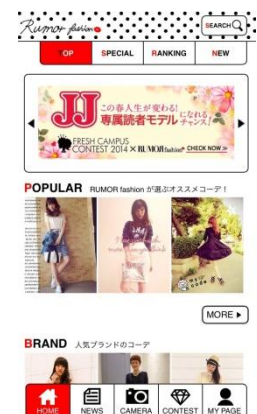 Rumor fashion
SEARCH
TOP SPECIAL RANKING NEW
JJ この春人生が変わる!
専属読者モデル になれる チャンス!
FRESH CAMPUS
CONTEST 2014 × RUMOR fashion CHECK NOW
POPULAR RUMOR fashion が選ぶオススメコーデ!
MORE
BRAND 人気ブランドのコーデ
HOME NEWS CAMERA CONTEST MY PAGE